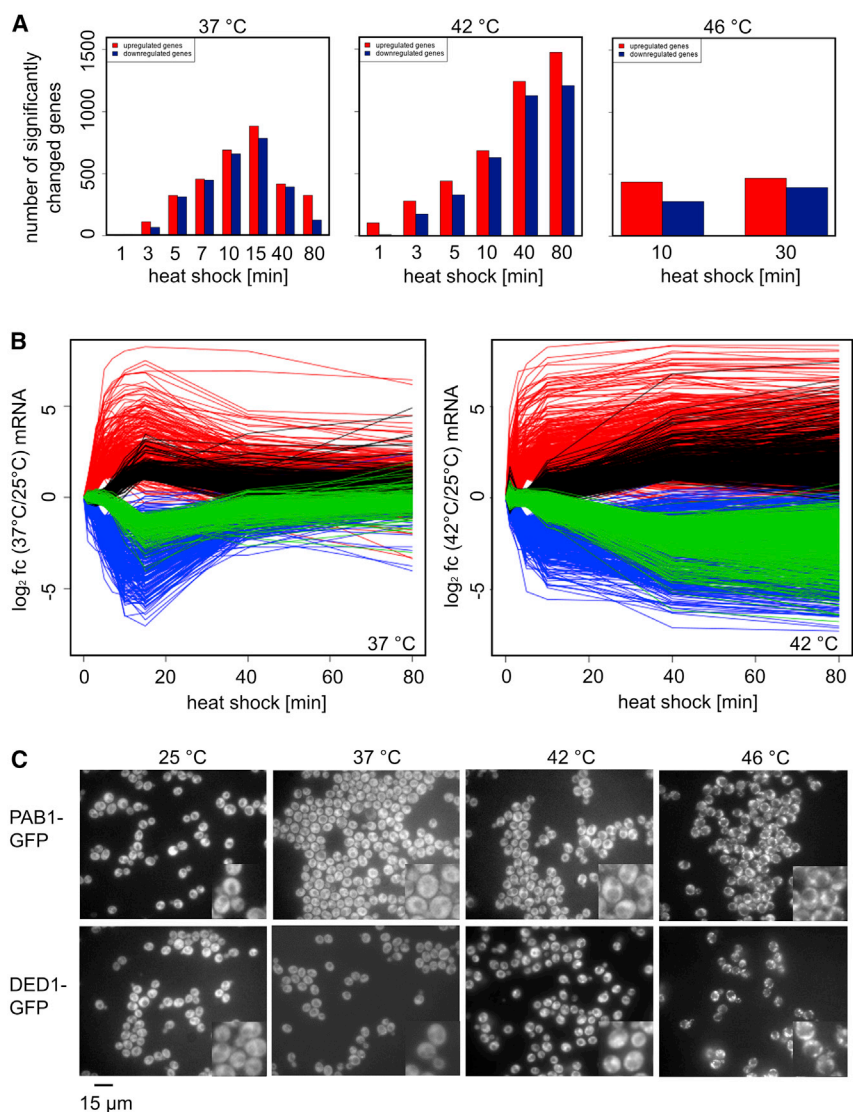 A
37 °C
42 °C
46 °C
number of significantly
changed genes
0
500
1000
1500
upregulated genes
downregulated genes
1 3 5 7 10 15 40 80
heat shock [min]
upregulated genes
downregulated genes
1 3 5 10 40 80
heat shock [min]
upregulated genes
downregulated genes
10 30
heat shock [min]
B
log₂ fc (37°C/25°C) mRNA
5
0
-5
37 °C
0 20 40 60 80
heat shock [min]
log₂ fc (42°C/25°C) mRNA
5
0
-5
42 °C
0 20 40 60 80
heat shock [min]
C
25 °C
37 °C
42 °C
46 °C
PAB1-
GFP
DED1-
GFP
15 µm